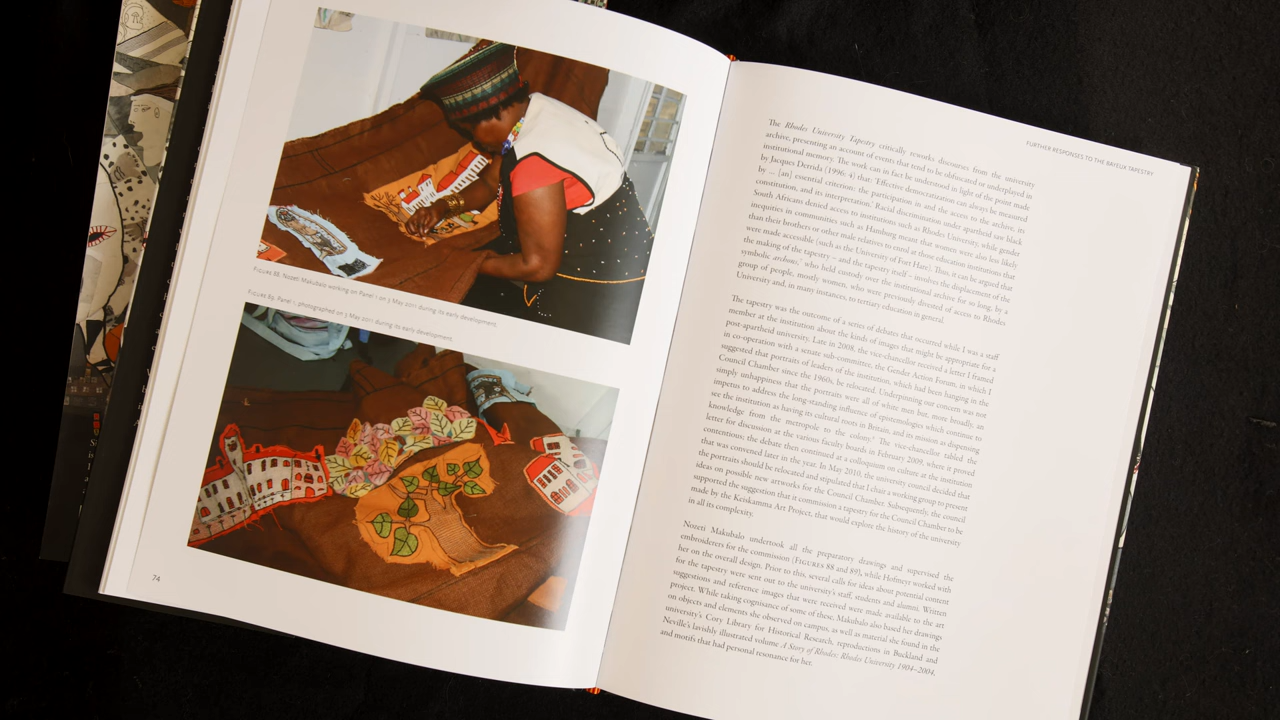 FIGURE 88. Nozeti Makubalo working on Panel 1 on 3 May 2011 during its early development.
FIGURE 89. Panel 1, photographed on 3 May 2011 during its early development.
74
FURTHER RESPONSES TO THE BAYEUX TAPESTRY
The Rhodes University Tapestry critically reworks discourses from the university
archive, presenting an account of events that tend to be obfuscated or underplayed in
institutional memory. The work can in fact be understood in light of the point made
by Jacques Derrida (1996: 4) that: 'Effective democratization can always be measured
by ... [an] essential criterion: the participation in and the access to the archive, its
constitution, and its interpretation.' Racial discrimination under apartheid saw black
South Africans denied access to institutions such as Rhodes University, while gender
inequities in communities such as Hamburg meant that women were also less likely
than their brothers or other male relatives to enrol at those education institutions that
were made accessible (such as the University of Fort Hare). Thus, it can be argued that
the making of the tapestry – and the tapestry itself – involves the displacement of the
symbolic archons, who held custody over the institutional archive for so long, by a
group of people, mostly women, who were previously divested of access to Rhodes
University and, in many instances, to tertiary education in general.
The tapestry was the outcome of a series of debates that occurred while I was a staff
member at the institution about the kinds of images that might be appropriate for a
post-apartheid university. Late in 2008, the vice-chancellor received a letter I framed
in co-operation with a senate sub-committee, the Gender Action Forum, in which I
suggested that portraits of leaders of the institution, which had been hanging in the
Council Chamber since the 1960s, be relocated. Underpinning our concern was not
simply unhappiness that the portraits were all of white men but, more broadly, an
impetus to address the long-standing influence of epistemologies which continue to
see the institution as having its cultural roots in Britain, and its mission as dispensing
knowledge from the metropole to the colony. The vice-chancellor tabled the
letter for discussion at the various faculty boards in February 2009, where it proved
contentious; the debate then continued at a colloquium on culture at the institution
that was convened later in the year. In May 2010, the university council decided that
the portraits should be relocated and stipulated that I chair a working group to present
ideas on possible new artworks for the Council Chamber. Subsequently, the council
supported the suggestion that it commission a tapestry for the Council Chamber to be
made by the Keiskamma Art Project, that would explore the history of the university
in all its complexity.
Nozeti Makubalo undertook all the preparatory drawings and supervised the
embroiderers for the commission (FIGURES 88 and 89), while Hofmeyr worked with
her on the overall design. Prior to this, several calls for ideas about potential content
for the tapestry were sent out to the university's staff, students and alumni. Written
suggestions and reference images that were received were made available to the art
project. While taking cognisance of some of these, Makubalo also based her drawings
on objects and elements she observed on campus, as well as material she found in the
university's Cory Library for Historical Research, reproductions in Buckland and
Neville's lavishly illustrated volume A Story of Rhodes: Rhodes University 1904–2004,
and motifs that had personal resonance for her.